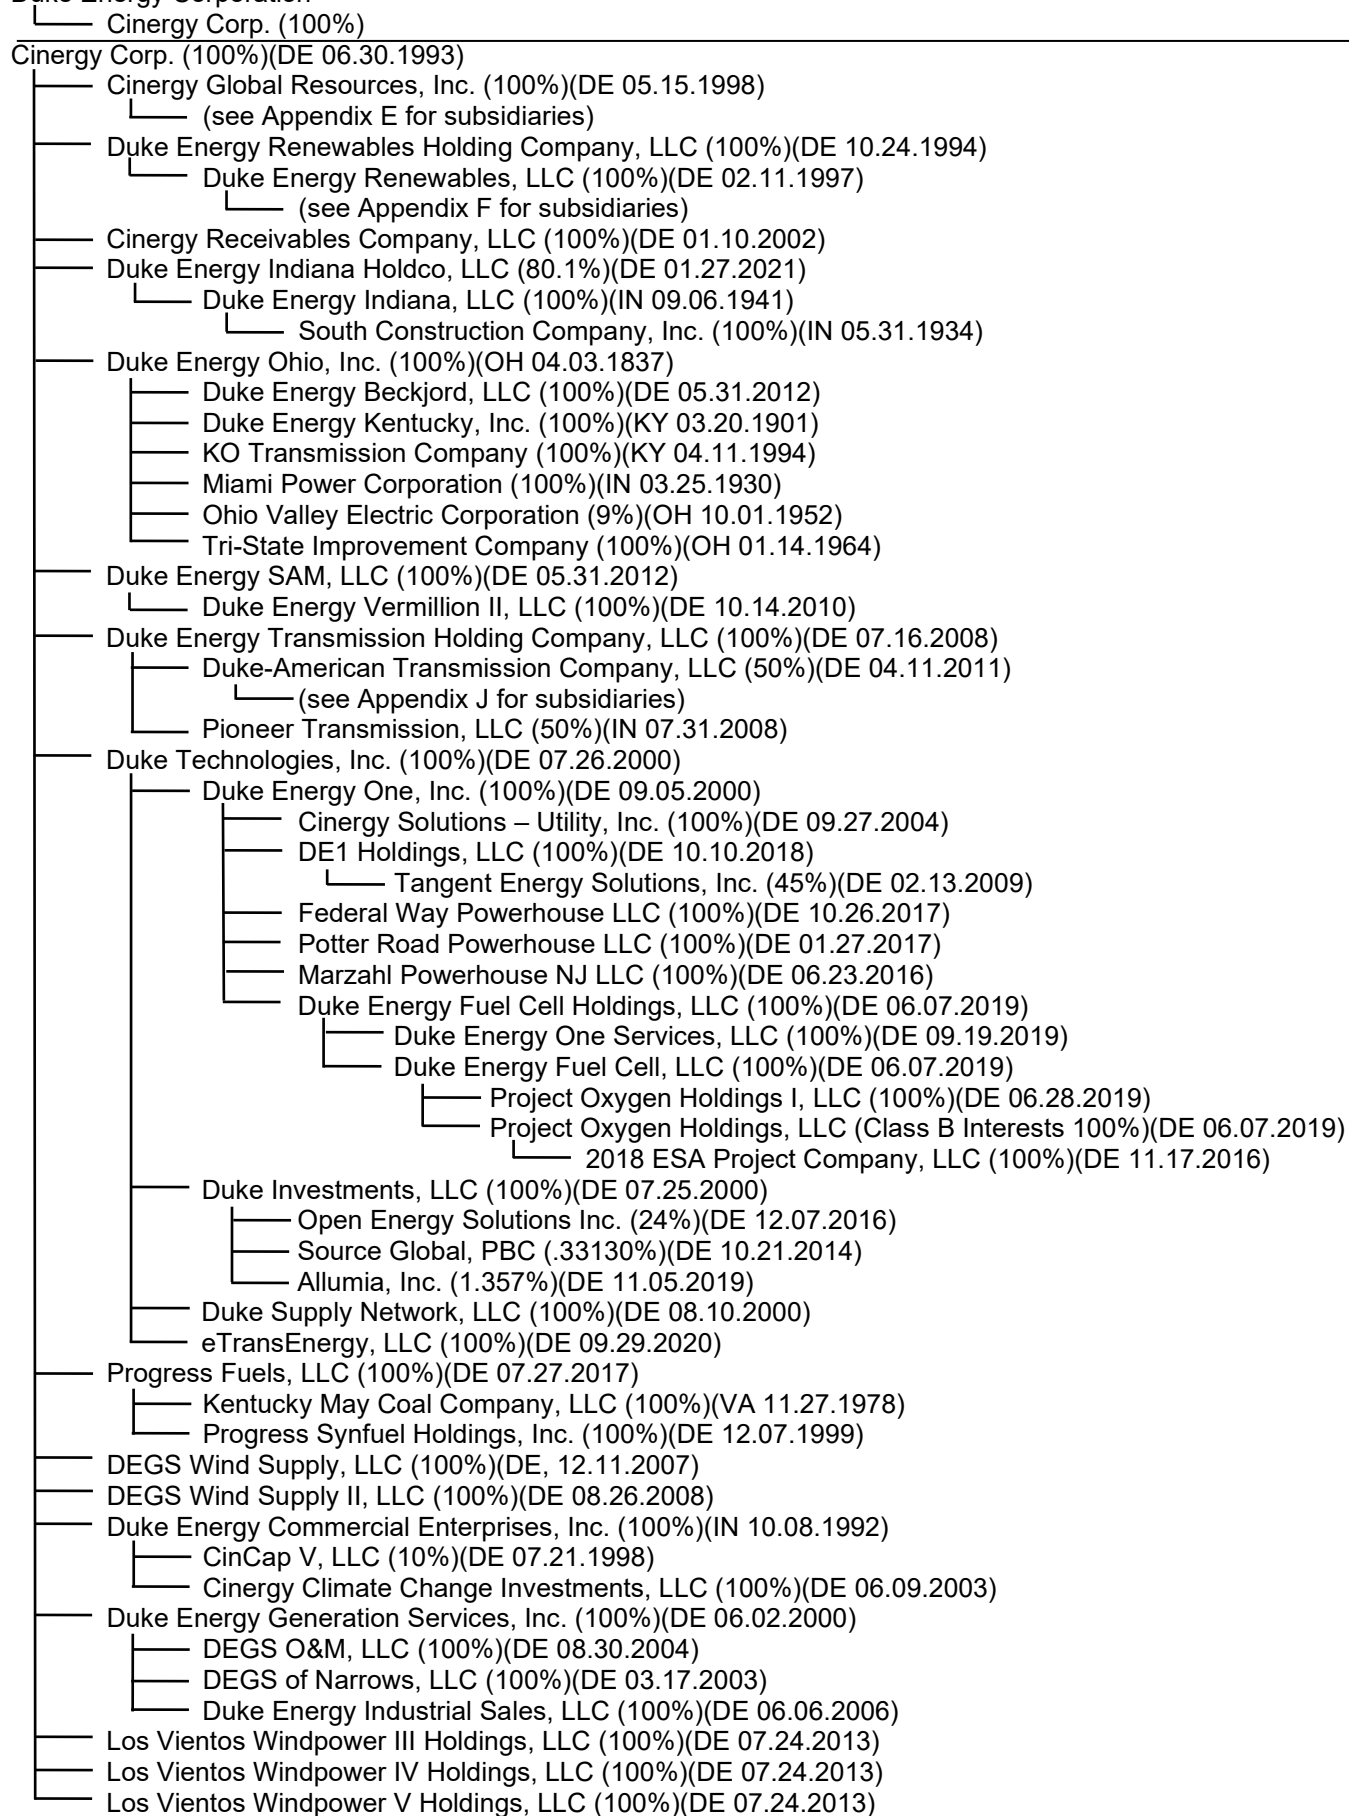 Duke Energy Corporation
Cinergy Corp. (100%)
Cinergy Corp. (100%)(DE 06.30.1993)
Cinergy Global Resources, Inc. (100%)(DE 05.15.1998)
(see Appendix E for subsidiaries)
Duke Energy Renewables Holding Company, LLC (100%)(DE 10.24.1994)
Duke Energy Renewables, LLC (100%)(DE 02.11.1997)
(see Appendix F for subsidiaries)
Cinergy Receivables Company, LLC (100%)(DE 01.10.2002)
Duke Energy Indiana Holdco, LLC (80.1%)(DE 01.27.2021)
Duke Energy Indiana, LLC (100%)(IN 09.06.1941)
South Construction Company, Inc. (100%)(IN 05.31.1934)
Duke Energy Ohio, Inc. (100%)(OH 04.03.1837)
Duke Energy Beckjord, LLC (100%)(DE 05.31.2012)
Duke Energy Kentucky, Inc. (100%)(KY 03.20.1901)
KO Transmission Company (100%)(KY 04.11.1994)
Miami Power Corporation (100%)(IN 03.25.1930)
Ohio Valley Electric Corporation (9%)(OH 10.01.1952)
Tri-State Improvement Company (100%)(OH 01.14.1964)
Duke Energy SAM, LLC (100%)(DE 05.31.2012)
Duke Energy Vermillion II, LLC (100%)(DE 10.14.2010)
Duke Energy Transmission Holding Company, LLC (100%)(DE 07.16.2008)
Duke-American Transmission Company, LLC (50%)(DE 04.11.2011)
(see Appendix J for subsidiaries)
Pioneer Transmission, LLC (50%)(IN 07.31.2008)
Duke Technologies, Inc. (100%)(DE 07.26.2000)
Duke Energy One, Inc. (100%)(DE 09.05.2000)
Cinergy Solutions – Utility, Inc. (100%)(DE 09.27.2004)
DE1 Holdings, LLC (100%)(DE 10.10.2018)
Tangent Energy Solutions, Inc. (45%)(DE 02.13.2009)
Federal Way Powerhouse LLC (100%)(DE 10.26.2017)
Potter Road Powerhouse LLC (100%)(DE 01.27.2017)
Marzahl Powerhouse NJ LLC (100%)(DE 06.23.2016)
Duke Energy Fuel Cell Holdings, LLC (100%)(DE 06.07.2019)
Duke Energy One Services, LLC (100%)(DE 09.19.2019)
Duke Energy Fuel Cell, LLC (100%)(DE 06.07.2019)
Project Oxygen Holdings I, LLC (100%)(DE 06.28.2019)
Project Oxygen Holdings, LLC (Class B Interests 100%)(DE 06.07.2019)
2018 ESA Project Company, LLC (100%)(DE 11.17.2016)
Duke Investments, LLC (100%)(DE 07.25.2000)
Open Energy Solutions Inc. (24%)(DE 12.07.2016)
Source Global, PBC (.33130%)(DE 10.21.2014)
Allumia, Inc. (1.357%)(DE 11.05.2019)
Duke Supply Network, LLC (100%)(DE 08.10.2000)
eTransEnergy, LLC (100%)(DE 09.29.2020)
Progress Fuels, LLC (100%)(DE 07.27.2017)
Kentucky May Coal Company, LLC (100%)(VA 11.27.1978)
Progress Synfuel Holdings, Inc. (100%)(DE 12.07.1999)
DEGS Wind Supply, LLC (100%)(DE, 12.11.2007)
DEGS Wind Supply II, LLC (100%)(DE 08.26.2008)
Duke Energy Commercial Enterprises, Inc. (100%)(IN 10.08.1992)
CinCap V, LLC (10%)(DE 07.21.1998)
Cinergy Climate Change Investments, LLC (100%)(DE 06.09.2003)
Duke Energy Generation Services, Inc. (100%)(DE 06.02.2000)
DEGS O&M, LLC (100%)(DE 08.30.2004)
DEGS of Narrows, LLC (100%)(DE 03.17.2003)
Duke Energy Industrial Sales, LLC (100%)(DE 06.06.2006)
Los Vientos Windpower III Holdings, LLC (100%)(DE 07.24.2013)
Los Vientos Windpower IV Holdings, LLC (100%)(DE 07.24.2013)
Los Vientos Windpower V Holdings, LLC (100%)(DE 07.24.2013)